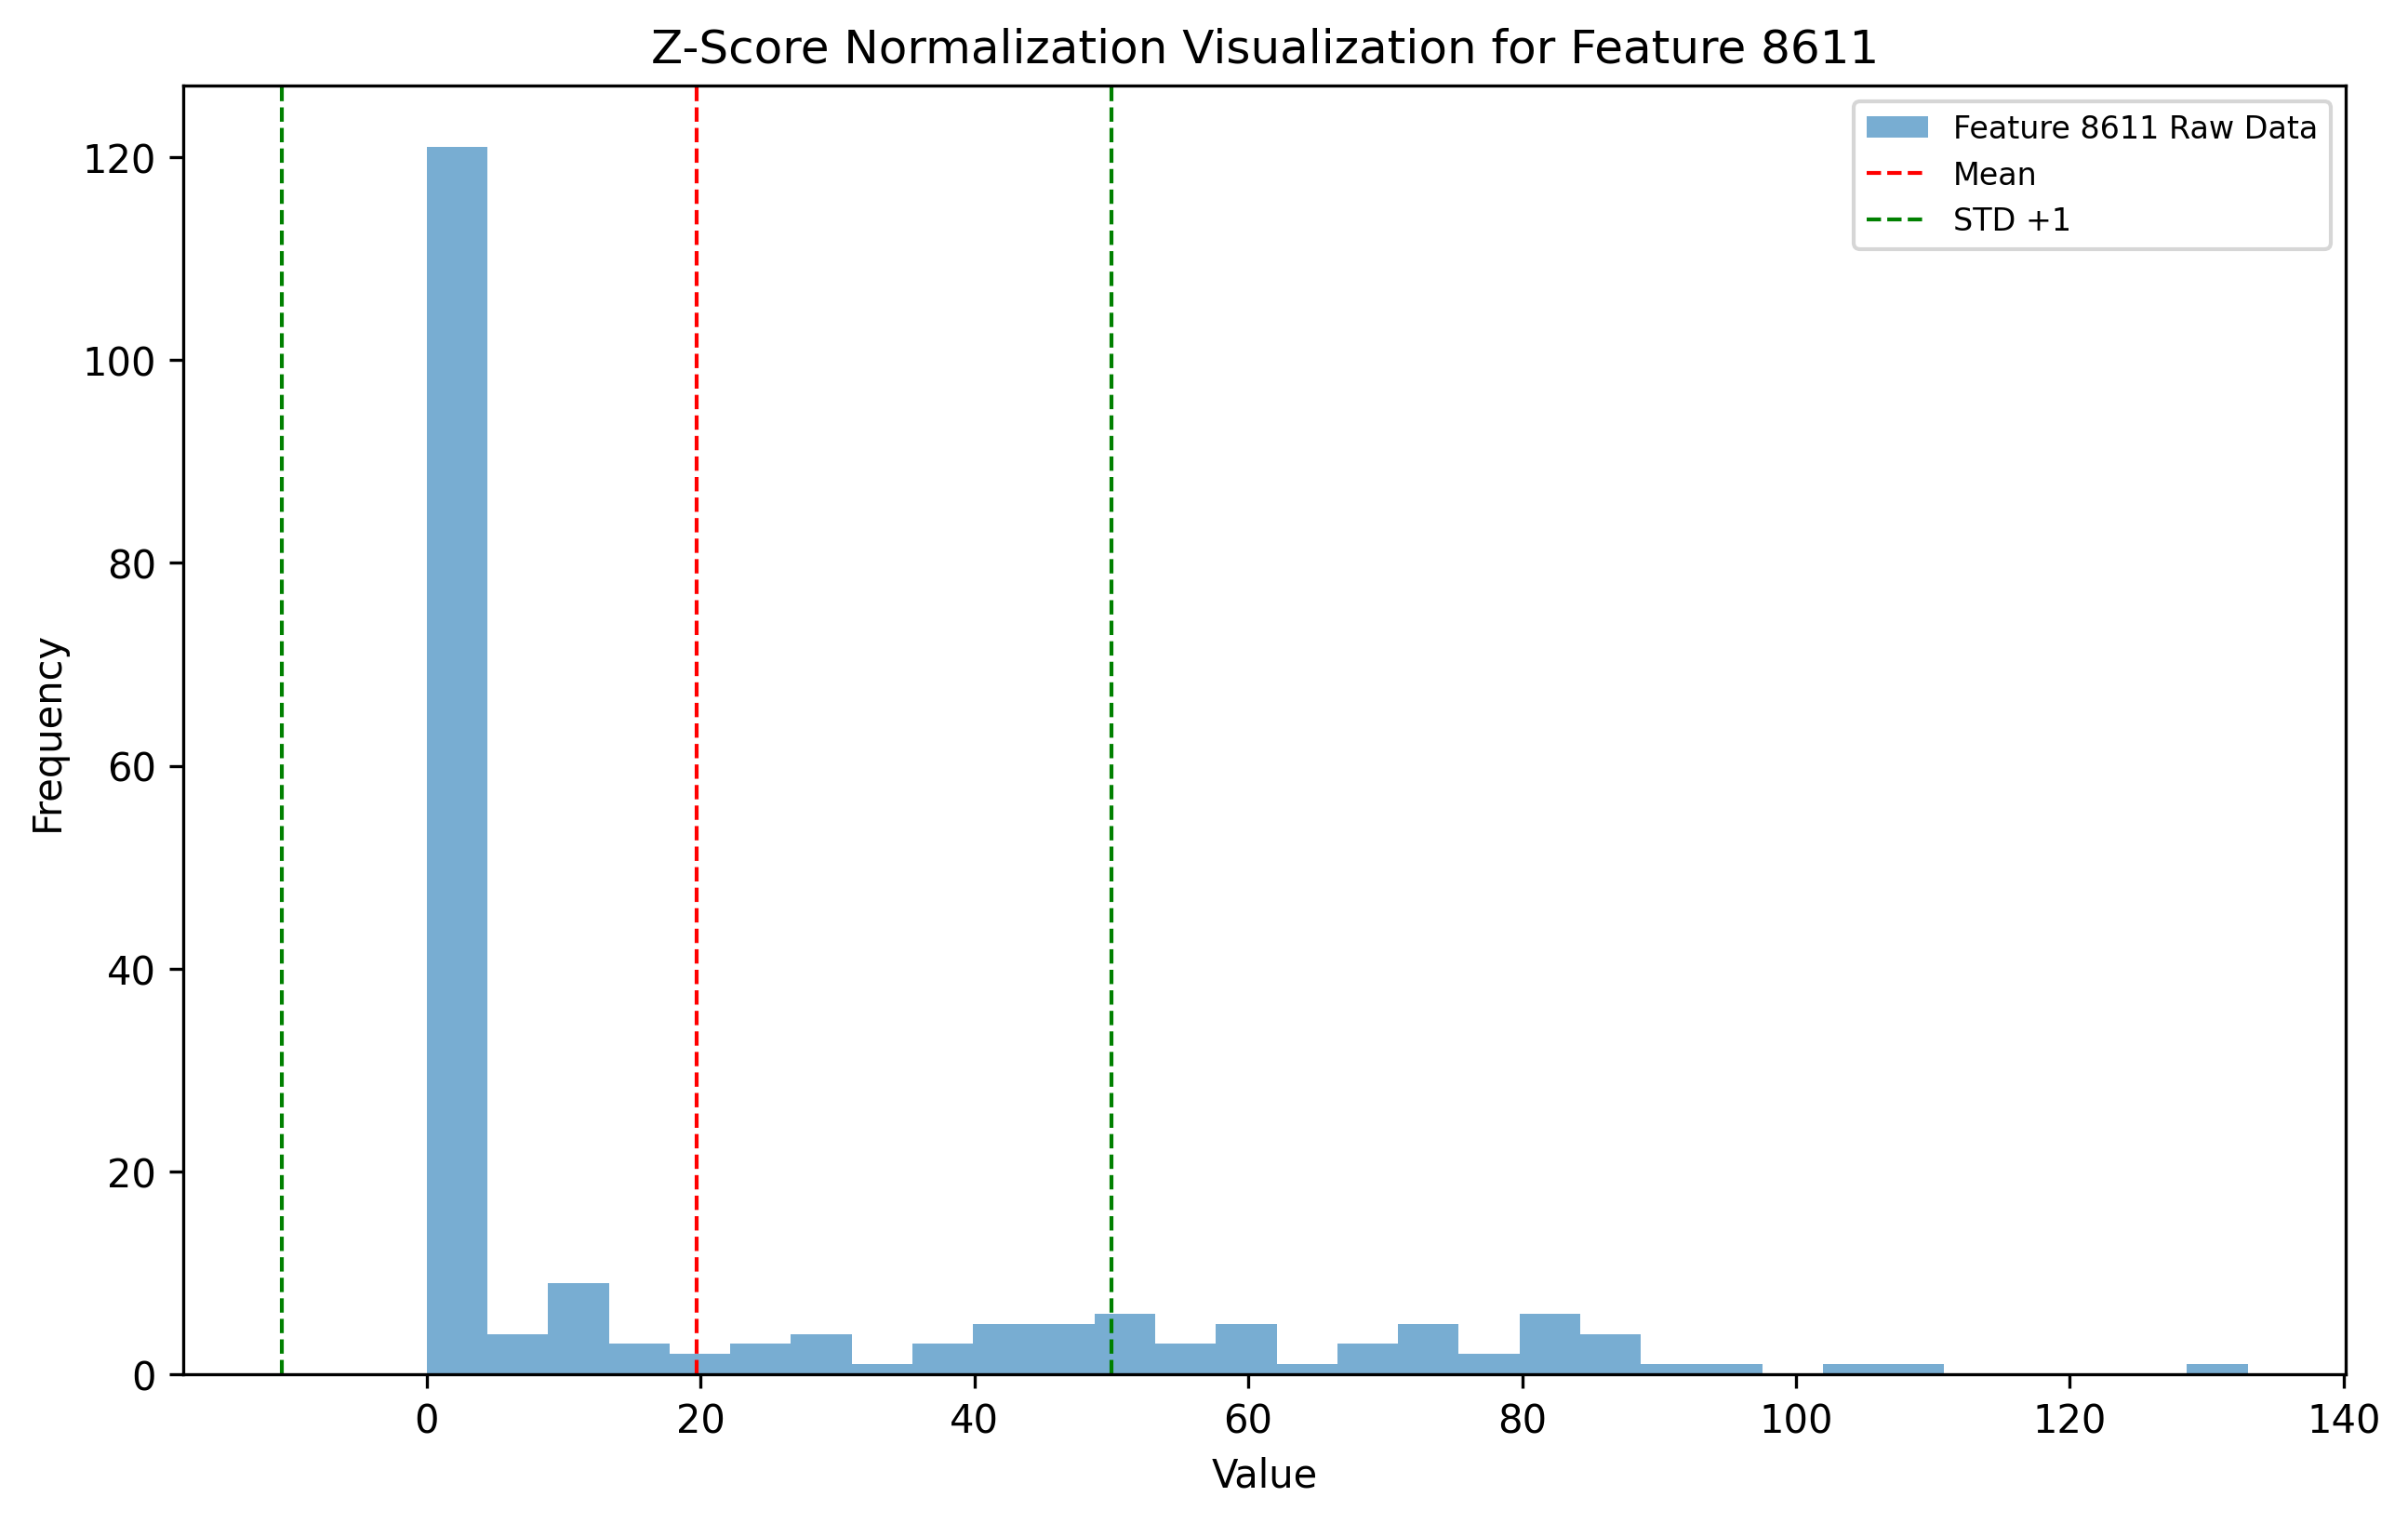 Z-Score Normalization Visualization for Feature 8611
Feature 8611 Raw Data
Mean
STD +1
120
100
80
60
40
20
0
Frequency
0 20 40 60 80 100 120 140
Value